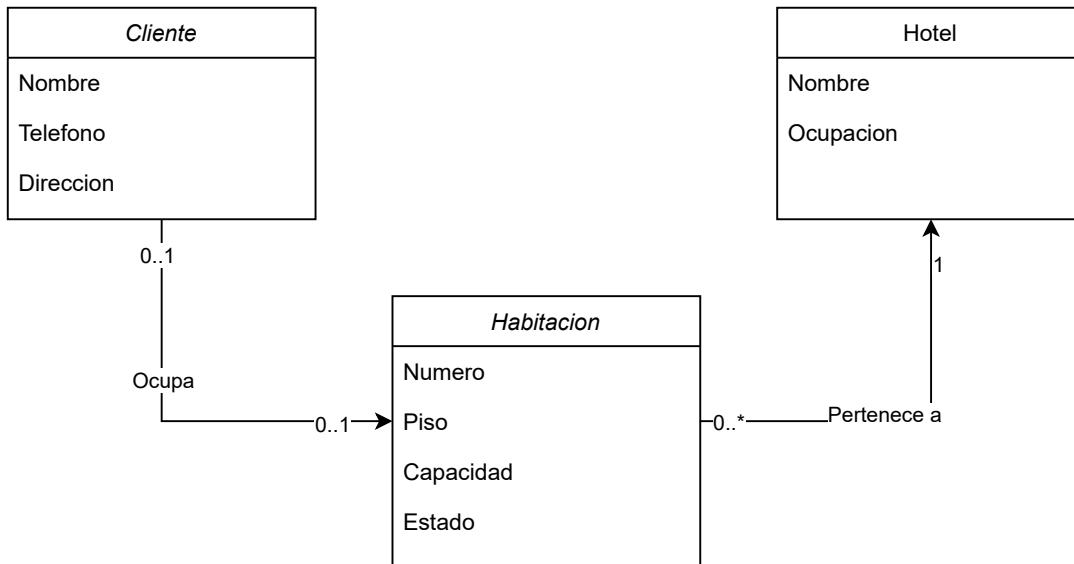 Cliente
Nombre
Telefono
Direccion
Hotel
Nombre
Ocupacion
0..1
1
Ocupa
0..1
Habitacion
Numero
Piso
Capacidad
Estado
0..*
Pertenece a